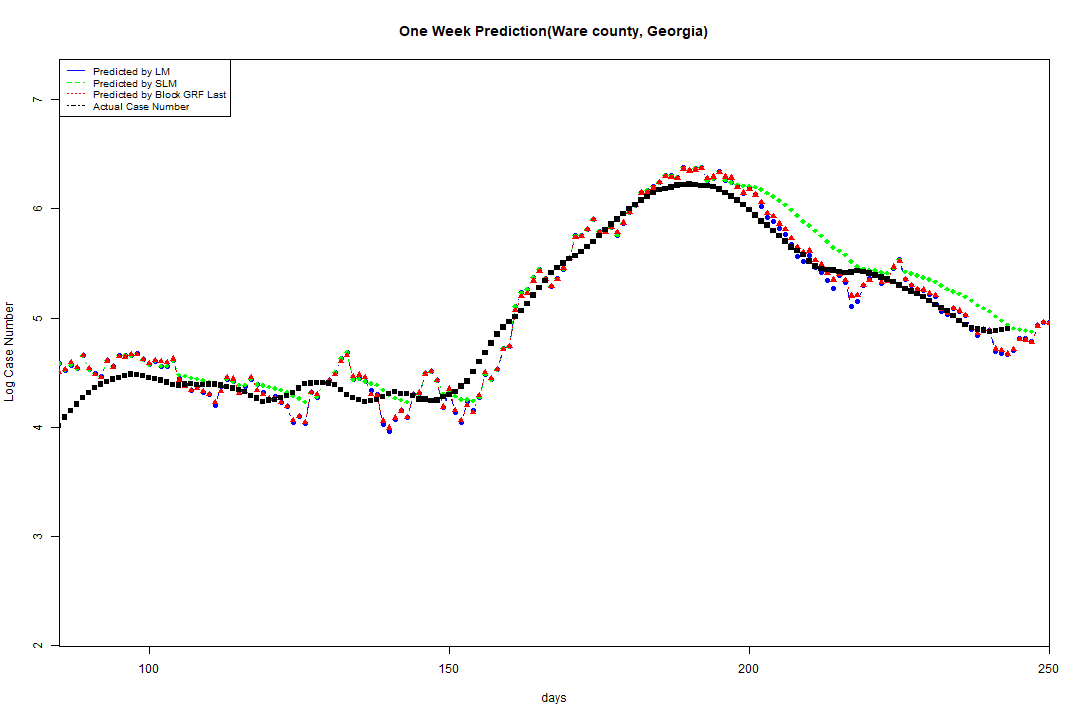 One Week Prediction(Ware county, Georgia)
Predicted by LM
Predicted by SLM
Predicted by Block GRF Last
Actual Case Number
7
6
5
4
3
2
Log Case Number
100
150
200
250
days